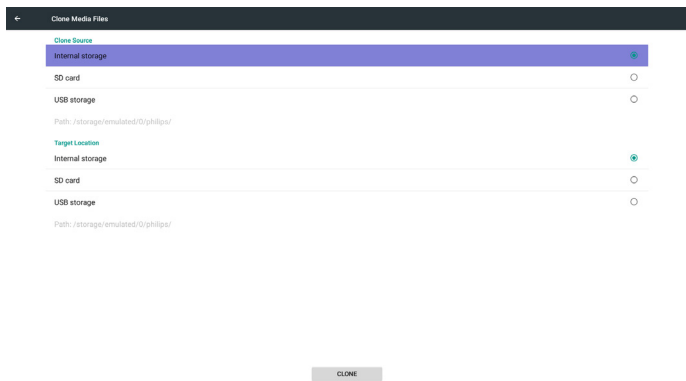 Clone Media Files
Clone Source
Internal storage
SD card
USB storage
Path: /storage/emulated/0/philips/
Target Location
Internal storage
SD card
USB storage
Path: /storage/emulated/0/philips/
CLONE